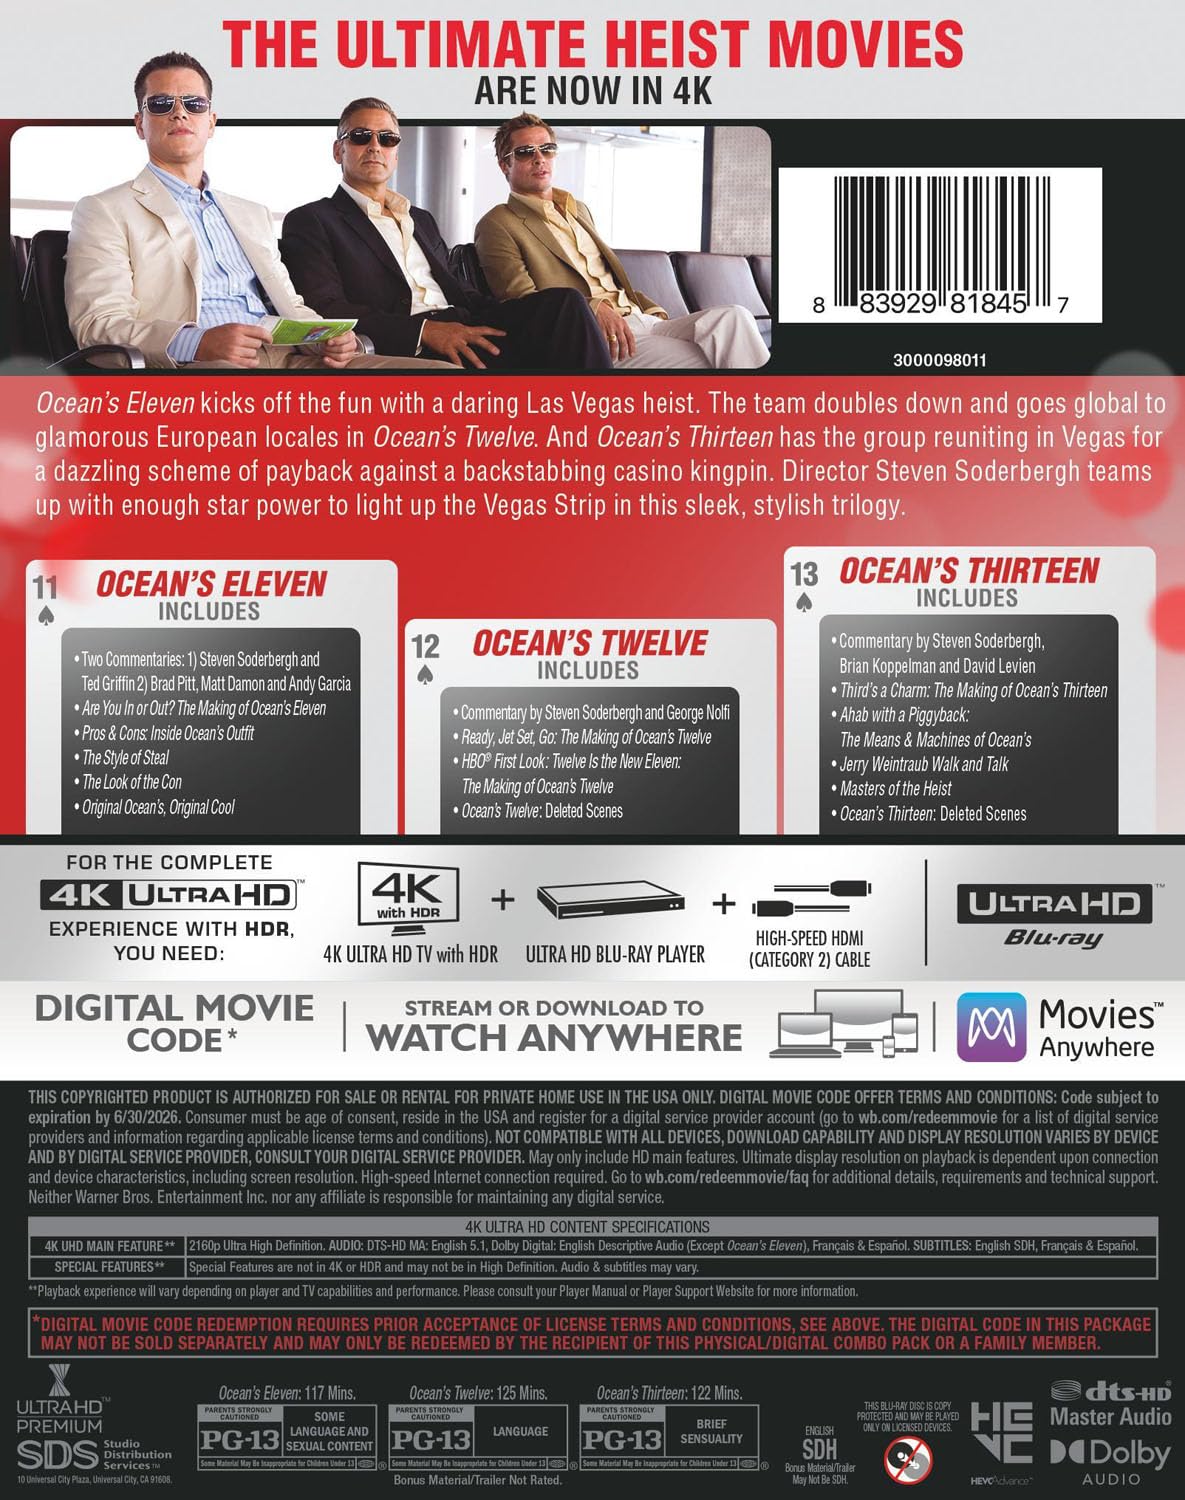 THE ULTIMATE HEIST MOVIES
ARE NOW IN 4K
8 83929 81845 7
3000098011
Ocean's Eleven kicks off the fun with a daring Las Vegas heist. The team doubles down and goes global to
glamorous European locales in Ocean's Twelve. And Ocean's Thirteen has the group reuniting in Vegas for
a dazzling scheme of payback against a backstabbing casino kingpin. Director Steven Soderbergh teams
up with enough star power to light up the Vegas Strip in this sleek, stylish trilogy.
11
OCEAN'S ELEVEN
INCLUDES
• Two Commentaries: 1) Steven Soderbergh and
Ted Griffin 2) Brad Pitt, Matt Damon and Andy Garcia
• Are You In or Out? The Making of Ocean's Eleven
• Pros & Cons: Inside Ocean's Outfit
• The Style of Steal
• The Look of the Con
• Original Ocean's, Original Cool
12
OCEAN'S TWELVE
INCLUDES
• Commentary by Steven Soderbergh and George Nolfi
• Ready, Jet Set, Go: The Making of Ocean's Twelve
• HBO® First Look: Twelve Is the New Eleven:
The Making of Ocean's Twelve
• Ocean's Twelve: Deleted Scenes
13
OCEAN'S THIRTEEN
INCLUDES
• Commentary by Steven Soderbergh,
Brian Koppelman and David Levien
• Third's a Charm: The Making of Ocean's Thirteen
• Ahab with a Piggyback:
The Means & Machines of Ocean's
• Jerry Weintraub Walk and Talk
• Masters of the Heist
• Ocean's Thirteen: Deleted Scenes
FOR THE COMPLETE
4K ULTRA HD™
EXPERIENCE WITH HDR,
YOU NEED:
4K
with HDR
4K ULTRA HD TV with HDR
+
ULTRA HD BLU-RAY PLAYER
+
HIGH-SPEED HDMI
(CATEGORY 2) CABLE
ULTRA HD™
Blu-ray
DIGITAL MOVIE
CODE*
STREAM OR DOWNLOAD TO
WATCH ANYWHERE
Movies™
Anywhere
THIS COPYRIGHTED PRODUCT IS AUTHORIZED FOR SALE OR RENTAL FOR PRIVATE HOME USE IN THE USA ONLY. DIGITAL MOVIE CODE OFFER TERMS AND CONDITIONS: Code subject to
expiration by 6/30/2026. Consumer must be age of consent, reside in the USA and register for a digital service provider account (go to wb.com/redeemmovie for a list of digital service
providers and information regarding applicable license terms and conditions). NOT COMPATIBLE WITH ALL DEVICES, DOWNLOAD CAPABILITY AND DISPLAY RESOLUTION VARIES BY DEVICE
AND BY DIGITAL SERVICE PROVIDER, CONSULT YOUR DIGITAL SERVICE PROVIDER. May only include HD main features. Ultimate display resolution on playback is dependent upon connection
and device characteristics, including screen resolution. High-speed Internet connection required. Go to wb.com/redeemmovie/faq for additional details, requirements and technical support.
Neither Warner Bros. Entertainment Inc. nor any affiliate is responsible for maintaining any digital service.
4K ULTRA HD CONTENT SPECIFICATIONS
4K UHD MAIN FEATURE** 2160p Ultra High Definition. AUDIO: DTS-HD MA: English 5.1, Dolby Digital: English Descriptive Audio (Except Ocean's Eleven), Français & Español. SUBTITLES: English SDH, Français & Español.
SPECIAL FEATURES** Special Features are not in 4K or HDR and may not be in High Definition. Audio & subtitles may vary.
**Playback experience will vary depending on player and TV capabilities and performance. Please consult your Player Manual or Player Support Website for more information.
*DIGITAL MOVIE CODE REDEMPTION REQUIRES PRIOR ACCEPTANCE OF LICENSE TERMS AND CONDITIONS, SEE ABOVE. THE DIGITAL CODE IN THIS PACKAGE
MAY NOT BE SOLD SEPARATELY AND MAY ONLY BE REDEEMED BY THE RECIPIENT OF THIS PHYSICAL/DIGITAL COMBO PACK OR A FAMILY MEMBER.
ULTRA HD™
PREMIUM
SDS Studio
Distribution
Services™
10 Universal City Plaza, Universal City, CA 91608.
Ocean's Eleven: 117 Mins.
PARENTS STRONGLY
CAUTIONED
PG-13
SOME
LANGUAGE AND
SEXUAL CONTENT
Some Material May Be Inappropriate for Children Under 13
®
Ocean's Twelve: 125 Mins.
PARENTS STRONGLY
CAUTIONED
PG-13
LANGUAGE
Some Material May Be Inappropriate for Children Under 13
®
Bonus Material/Trailer Not Rated.
Ocean's Thirteen: 122 Mins.
PARENTS STRONGLY
CAUTIONED
PG-13
BRIEF
SENSUALITY
Some Material May Be Inappropriate for Children Under 13
®
ENGLISH
SDH
Bonus Material/Trailer
May Not Be SDH.
THIS BLU-RAY DISC IS COPY
PROTECTED AND MAY BE PLAYED
ONLY ON LICENSED DEVICES.
HEVC
HEVCAdvance™
dts-HD®
Master Audio
Dolby
AUDIO